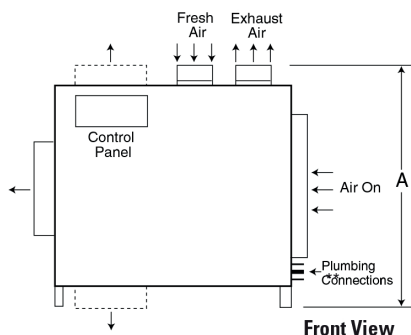 Fresh
Air
Exhaust
Air
Control
Panel
A
Air On
Plumbing
**
Connections
Front View